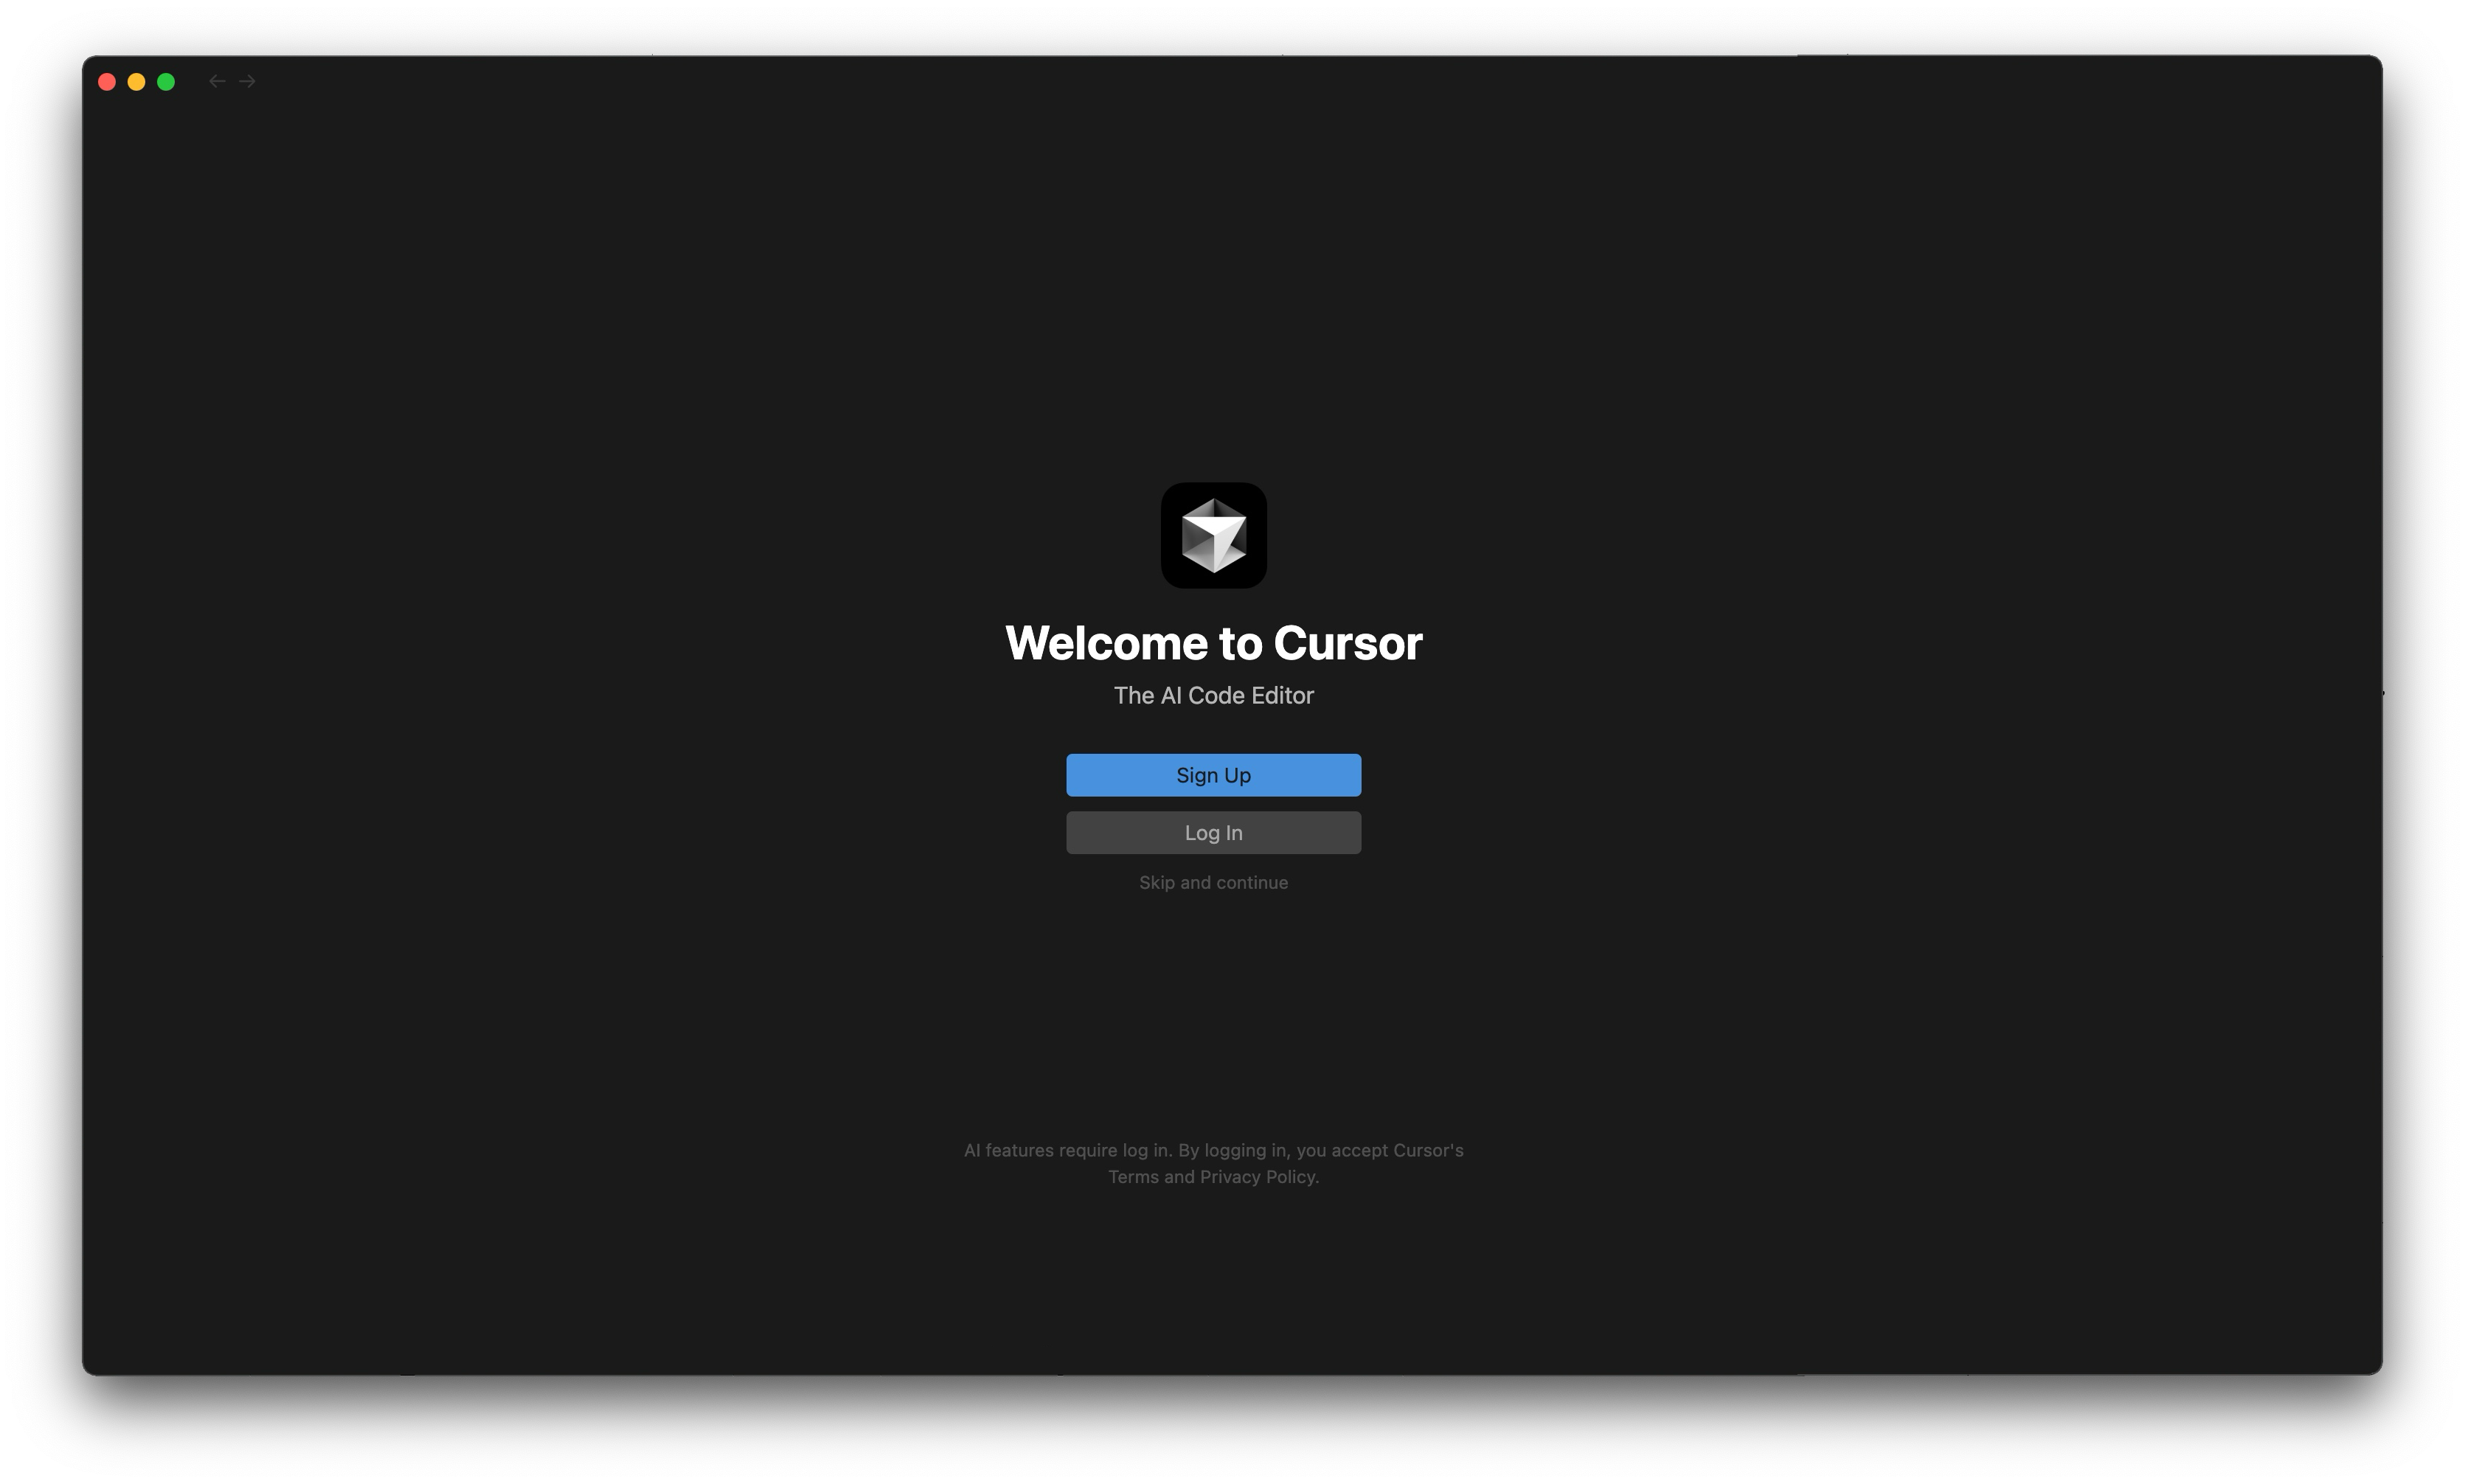 Welcome to Cursor
The AI Code Editor
Sign Up
Log In
Skip and continue
AI features require log in. By logging in, you accept Cursor's
Terms and Privacy Policy.